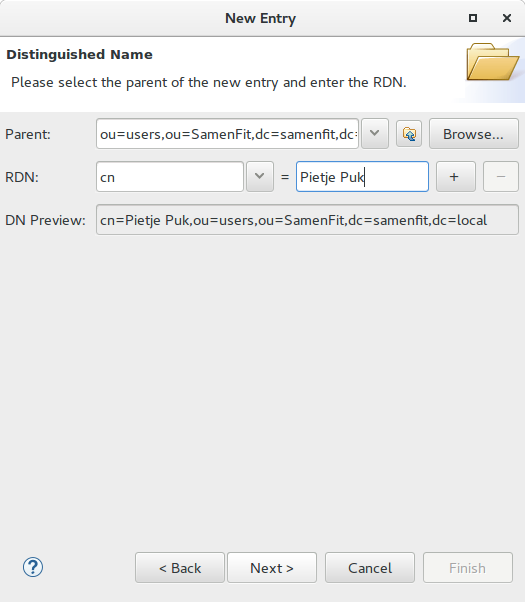 New Entry
Distinguished Name
Please select the parent of the new entry and enter the RDN.
Parent: ou=users,ou=SamenFit,dc=samenfit,dc= Browse...
RDN: cn = Pietje Puk + −
DN Preview: cn=Pietje Puk,ou=users,ou=SamenFit,dc=samenfit,dc=local
? < Back Next > Cancel Finish